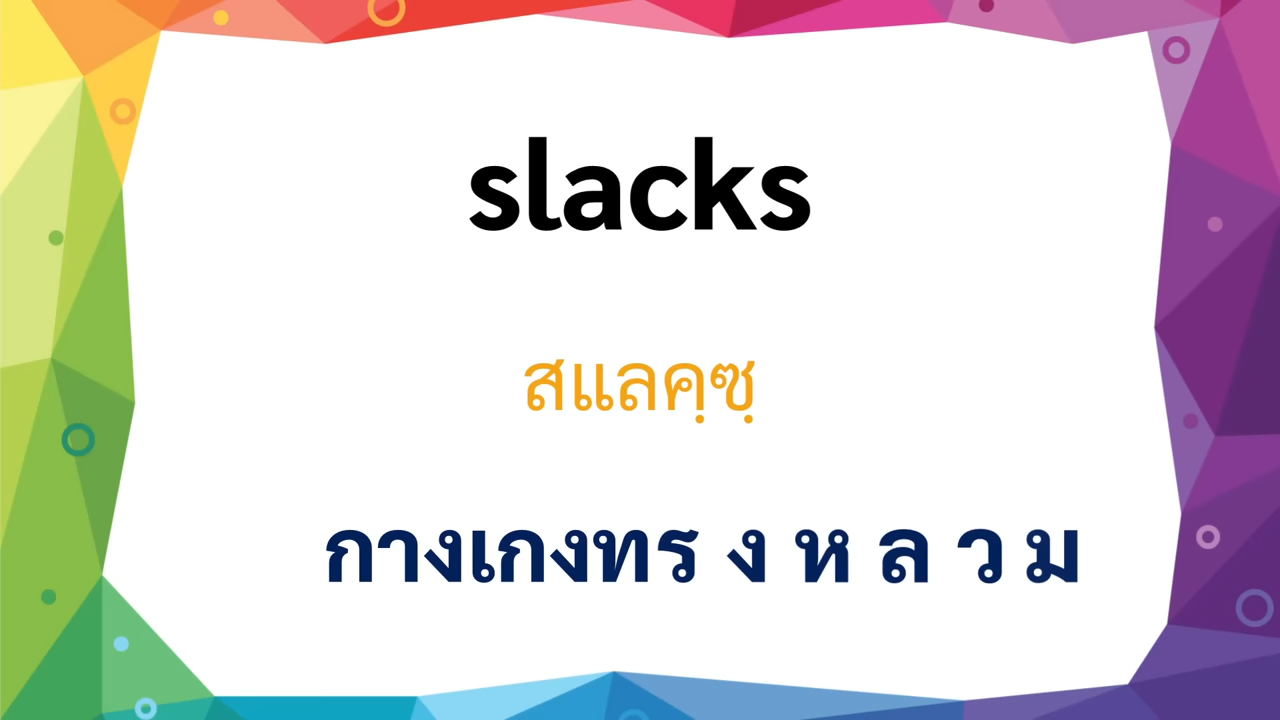 slacks
สแลคฺซฺ
กางเกงทร ง ห ล ว ม